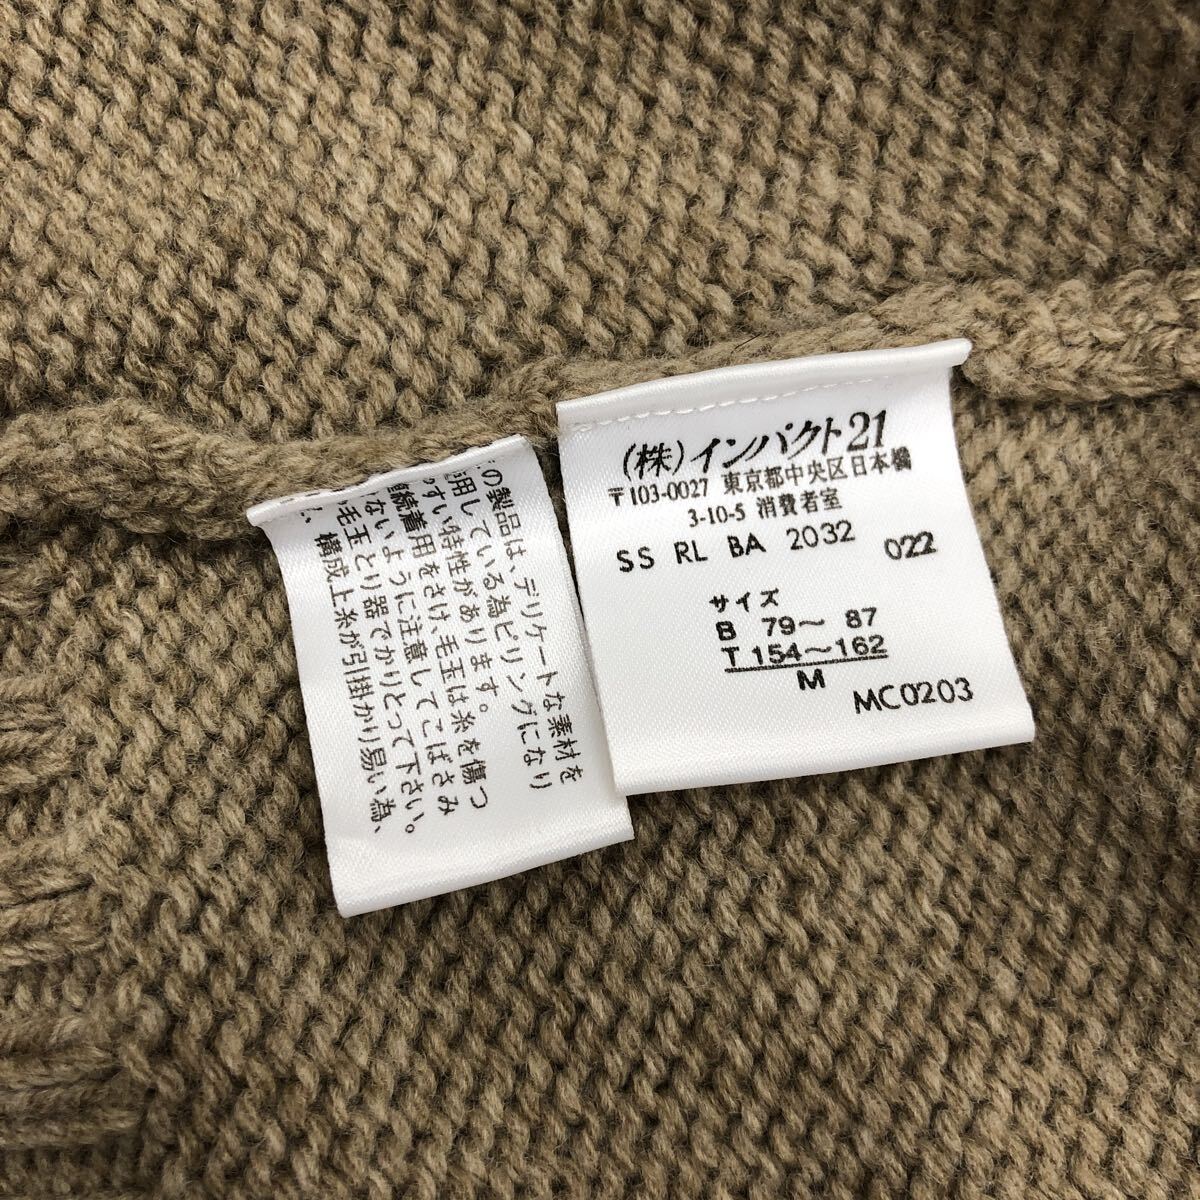 (株)インパクト21
〒103-0027 東京都中央区日本橋
3-10-5 消費者室
SS RL BA 2032 022
サイズ
B 79〜 87
T 154〜162
M
MC0203
の製品は、デリケートな素材を
用している為ピリングになり
すい特性があります。
続着用をさけ毛玉は糸を傷つ
ないように注意してこばさみ
毛玉とり器でかりとって下さい。
構成上糸が引掛かり易い為、